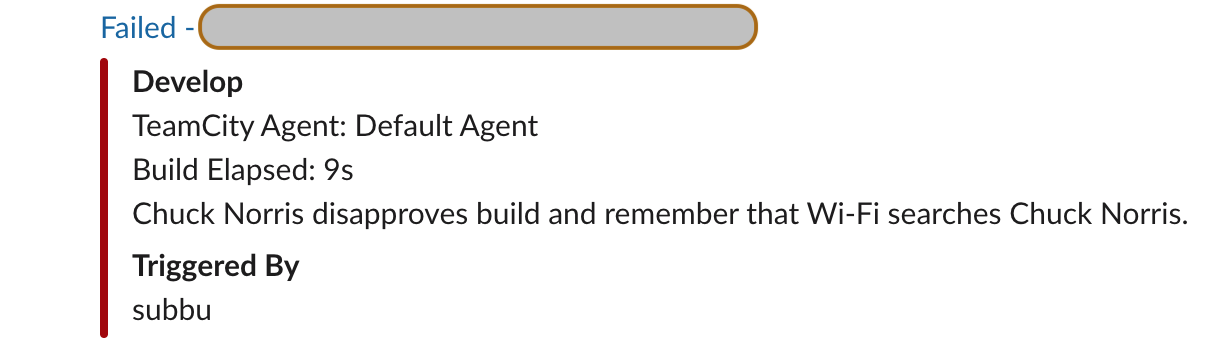 Failed -
Develop
TeamCity Agent: Default Agent
Build Elapsed: 9s
Chuck Norris disapproves build and remember that Wi-Fi searches Chuck Norris.
Triggered By
subbu